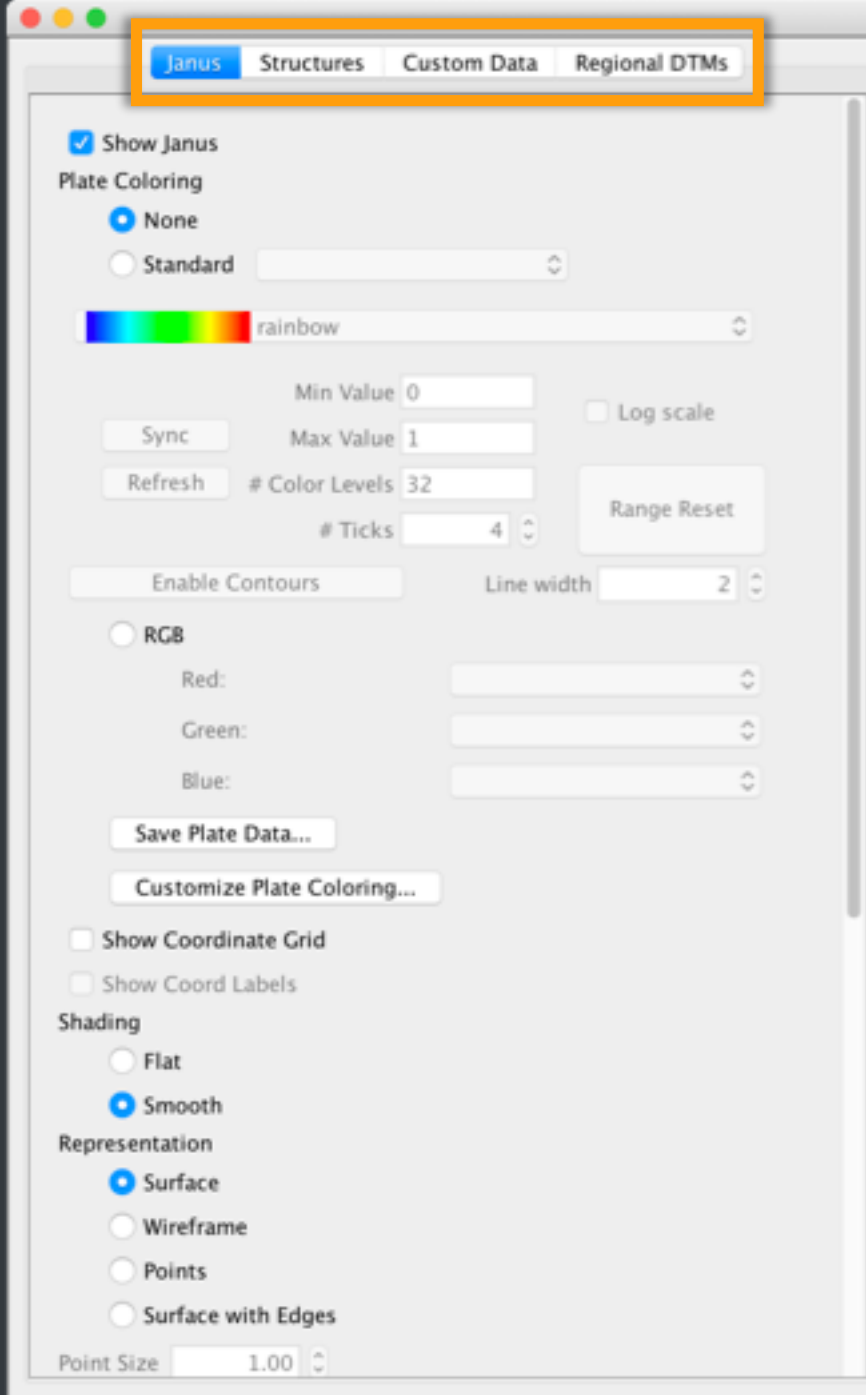 Janus Structures Custom Data Regional DTMs
Show Janus
Plate Coloring
None
Standard
rainbow
Min Value 0
Log scale
Sync
Max Value 1
Refresh
# Color Levels 32
Range Reset
# Ticks 4
Enable Contours
Line width 2
RGB
Red:
Green:
Blue:
Save Plate Data...
Customize Plate Coloring...
Show Coordinate Grid
Show Coord Labels
Shading
Flat
Smooth
Representation
Surface
Wireframe
Points
Surface with Edges
Point Size 1.00